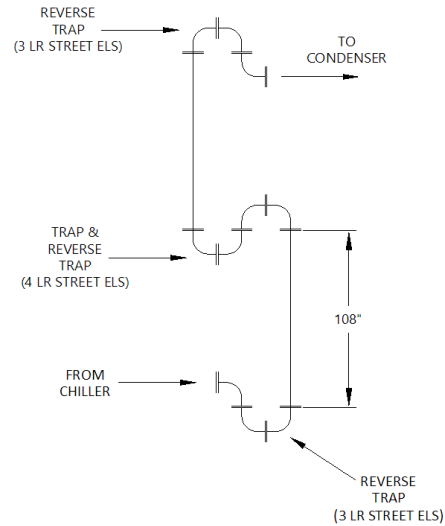 REVERSE
TRAP
(3 LR STREET ELS)
TO
CONDENSER
TRAP &
REVERSE
TRAP
(4 LR STREET ELS)
108"
FROM
CHILLER
REVERSE
TRAP
(3 LR STREET ELS)